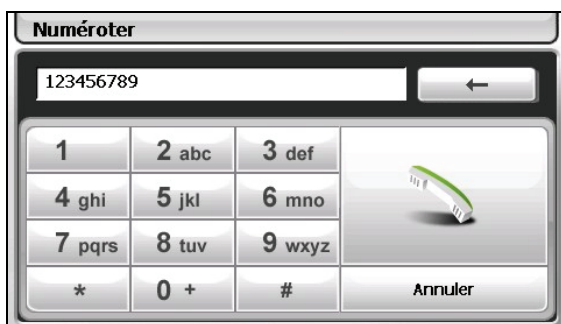 Numéroter
123456789
←
1 2 abc 3 def
4 ghi 5 jkl 6 mno
7 pqrs 8 tuv 9 wxyz
* 0 + # Annuler